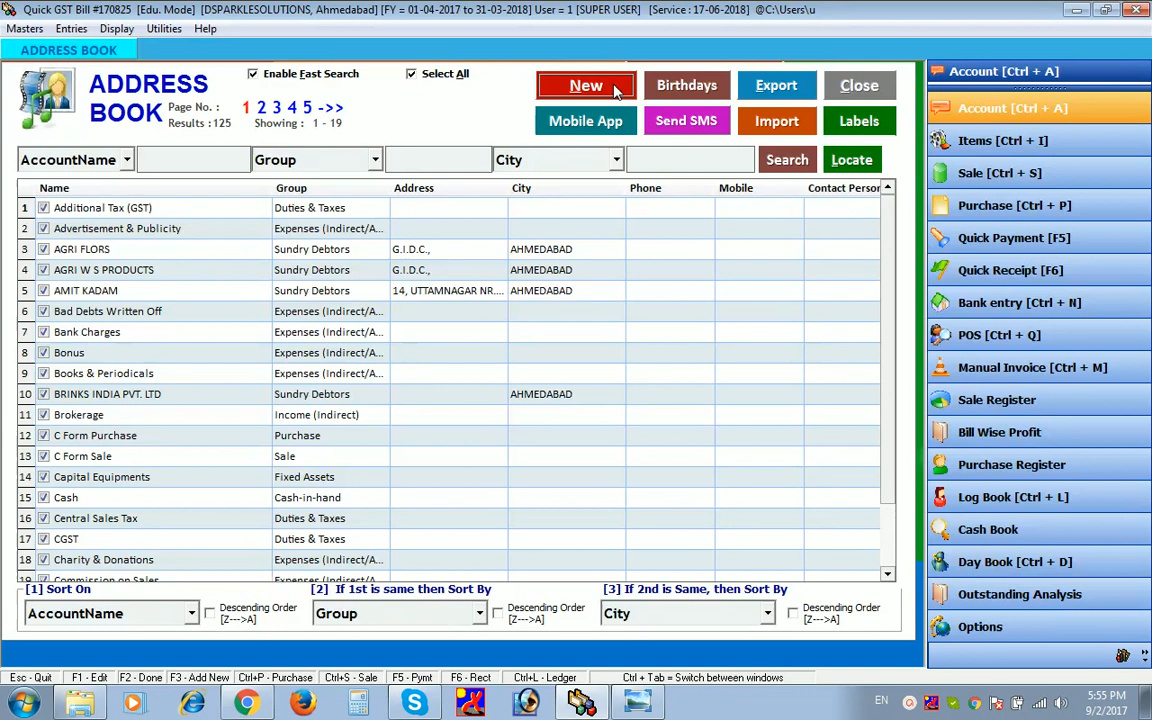 Quick GST Bill #170825 [Edu. Mode] [DSPARKLESOLUTIONS, Ahmedabad] [FY = 01-04-2017 to 31-03-2018] User = 1 [SUPER USER] [Service : 17-06-2018] @C:\Users\u
Masters Entries Display Utilities Help
ADDRESS BOOK
ADDRESS BOOK
Enable Fast Search
Select All
Page No. : 1 2 3 4 5 ->>
Results : 125 Showing : 1 - 19
New Birthdays Export Close
Mobile App Send SMS Import Labels
AccountName Group City Search Locate
Name Group Address City Phone Mobile Contact Person
1 Additional Tax (GST) Duties & Taxes
2 Advertisement & Publicity Expenses (Indirect/A...
3 AGRI FLORS Sundry Debtors G.I.D.C., AHMEDABAD
4 AGRI W S PRODUCTS Sundry Debtors G.I.D.C., AHMEDABAD
5 AMIT KADAM Sundry Debtors 14, UTTAMNAGAR NR.... AHMEDABAD
6 Bad Debts Written Off Expenses (Indirect/A...
7 Bank Charges Expenses (Indirect/A...
8 Bonus Expenses (Indirect/A...
9 Books & Periodicals Expenses (Indirect/A...
10 BRINKS INDIA PVT. LTD Sundry Debtors AHMEDABAD
11 Brokerage Income (Indirect)
12 C Form Purchase Purchase
13 C Form Sale Sale
14 Capital Equipments Fixed Assets
15 Cash Cash-in-hand
16 Central Sales Tax Duties & Taxes
17 CGST Duties & Taxes
18 Charity & Donations Expenses (Indirect/A...
19 Commission on Sales Expenses (Indirect/A...
[1] Sort On [2] If 1st is same then Sort By [3] If 2nd is Same, then Sort By
AccountName Descending Order [Z--->A] Group Descending Order [Z--->A] City Descending Order [Z--->A]
Account [Ctrl + A]
Account [Ctrl + A]
Items [Ctrl + I]
Sale [Ctrl + S]
Purchase [Ctrl + P]
Quick Payment [F5]
Quick Receipt [F6]
Bank entry [Ctrl + N]
POS [Ctrl + Q]
Manual Invoice [Ctrl + M]
Sale Register
Bill Wise Profit
Purchase Register
Log Book [Ctrl + L]
Cash Book
Day Book [Ctrl + D]
Outstanding Analysis
Options
Esc - Quit F1 - Edit F2 - Done F3 - Add New Ctrl+P - Purchase Ctrl+S - Sale F5 - Pymt F6 - Rect Ctrl+L - Ledger Ctrl + Tab = Switch between windows
EN
5:55 PM
9/2/2017